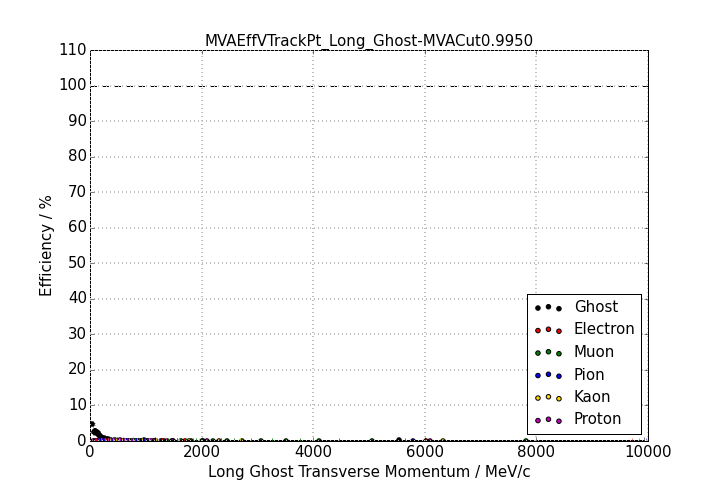 MVAEffVTrackPt_Long_Ghost-MVACut0.9950
110
100
90
80
70
60
50
40
30
20
10
0
Efficiency / %
Ghost
Electron
Muon
Pion
Kaon
Proton
0 2000 4000 6000 8000 10000
Long Ghost Transverse Momentum / MeV/c